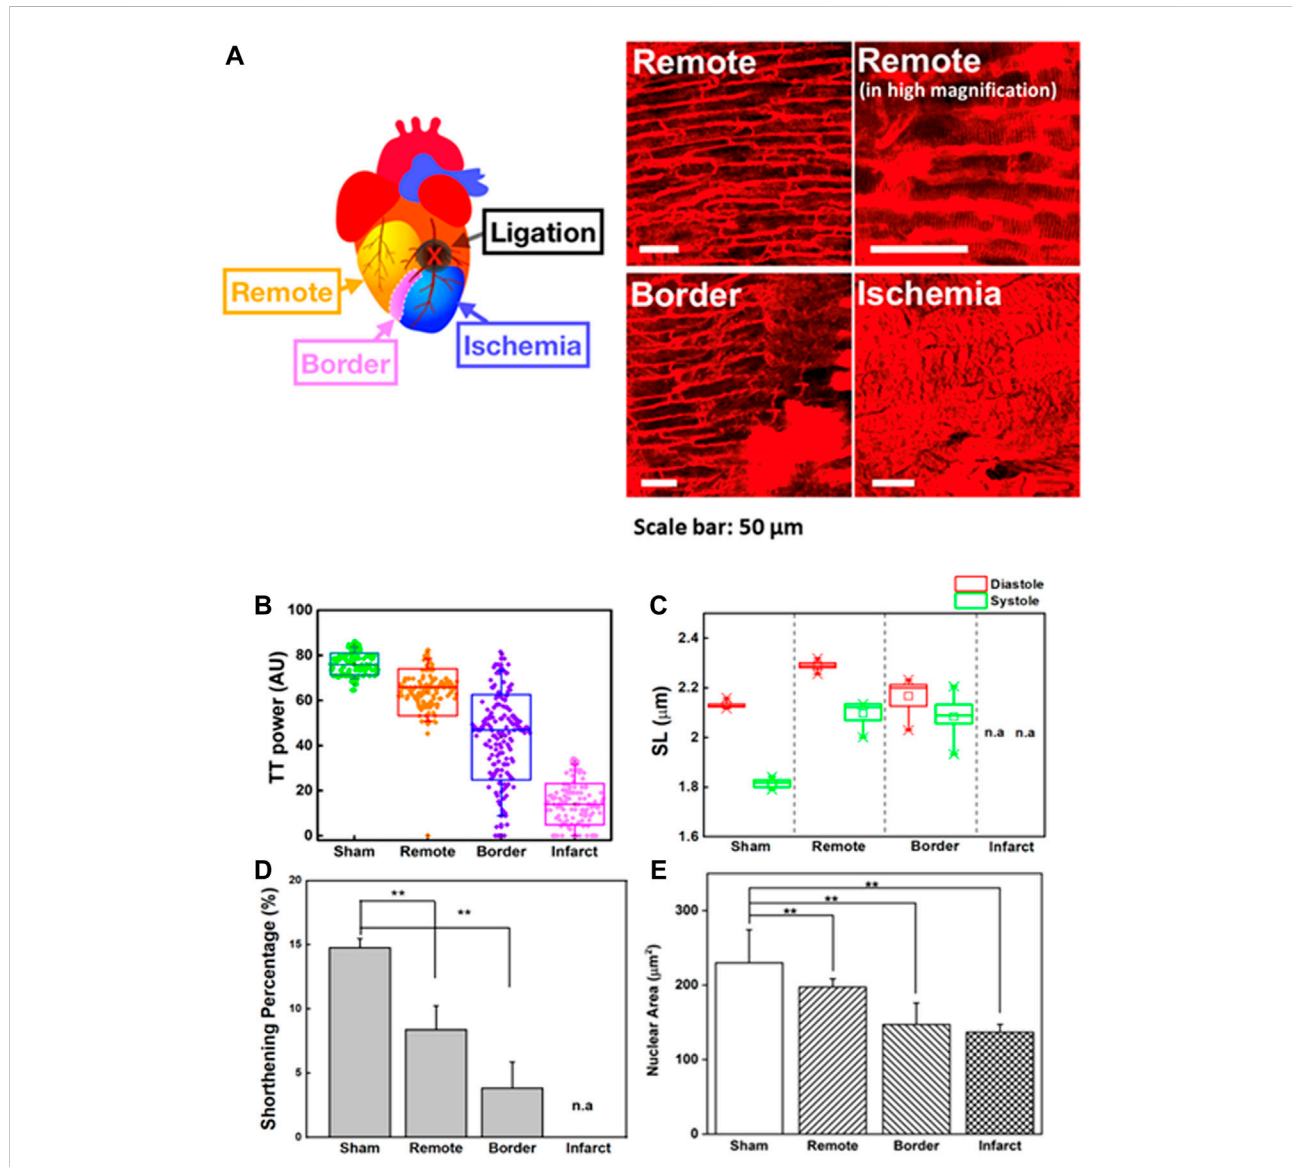 A
Remote
Remote
(in high magnification)
Ligation
X
Remote
Border
Ischemia
Border
Ischemia
Scale bar: 50 µm
B
TT power (AU)
100
80
60
40
20
0
Sham Remote Border Infarct
C
Diastole
Systole
SL (µm)
2.4
2.2
2
1.8
1.6
n.a n.a
Sham Remote Border Infarct
D
Shorthening Percentage (%)
20
15
10
5
0
**
**
n.a
Sham Remote Border Infarct
E
Nuclear Area (µm²)
300
200
100
0
**
**
**
Sham Remote Border Infarct